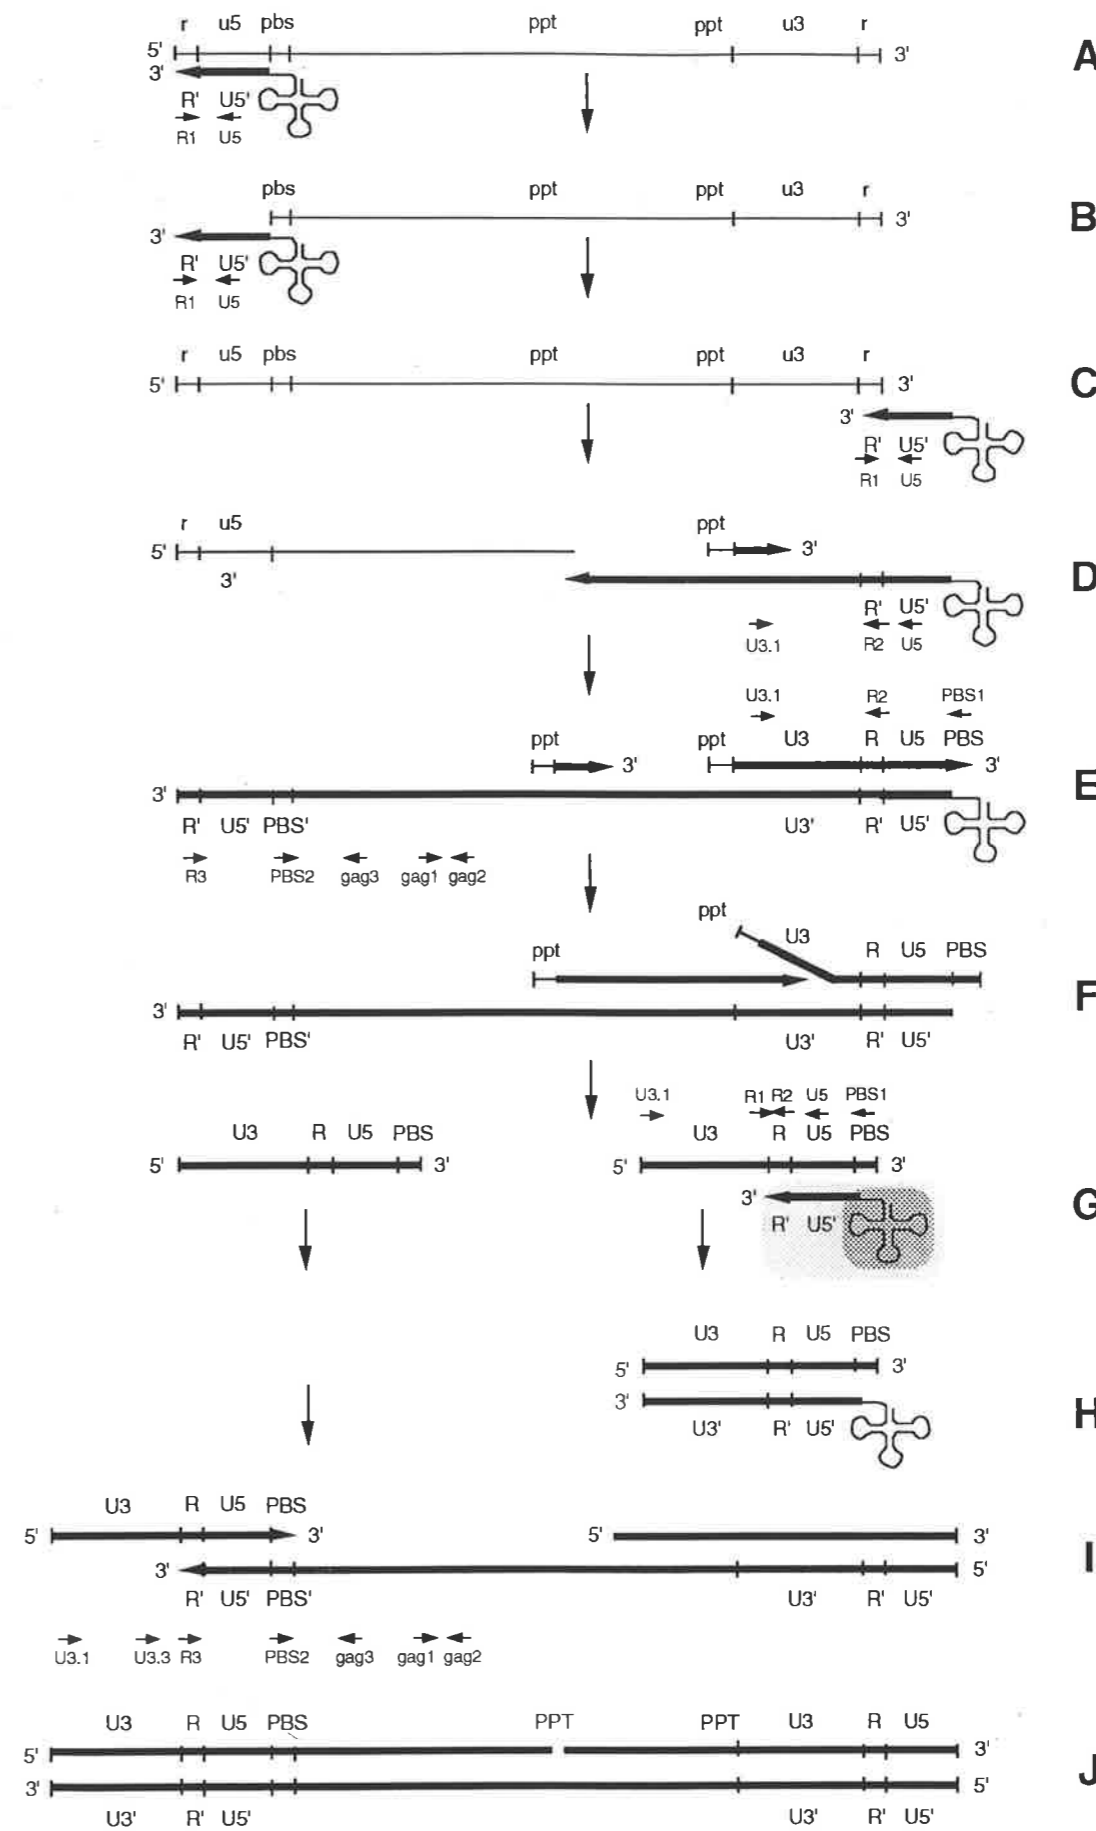 r u5 pbs ppt ppt u3 r
5' 3' A
3'
R' U5'
R1 U5
pbs ppt ppt u3 r
3' B
3'
R' U5'
R1 U5
r u5 pbs ppt ppt u3 r
5' 3' C
3'
R' U5'
R1 U5
r u5 ppt
5' 3'
3' D
R' U5'
U3.1 R2 U5
U3.1 R2 PBS1
ppt ppt U3 R U5 PBS
3' 3'
3' E
R' U5' PBS' U3' R' U5'
R3 PBS2 gag3 gag1 gag2
ppt U3
ppt R U5 PBS
3' F
R' U5' PBS' U3' R' U5'
U3.1 R1 R2 U5 PBS1
U3 R U5 PBS U3 R U5 PBS
5' 3' 5' 3'
3' G
R' U5'
U3 R U5 PBS
5' 3'
3' H
U3' R' U5'
U3 R U5 PBS
5' 3' 5' 3'
3' 5' I
R' U5' PBS' U3' R' U5'
U3.1 U3.3 R3 PBS2 gag3 gag1 gag2
U3 R U5 PBS PPT PPT U3 R U5
5' 3'
3' 5' J
U3' R' U5' U3' R' U5'